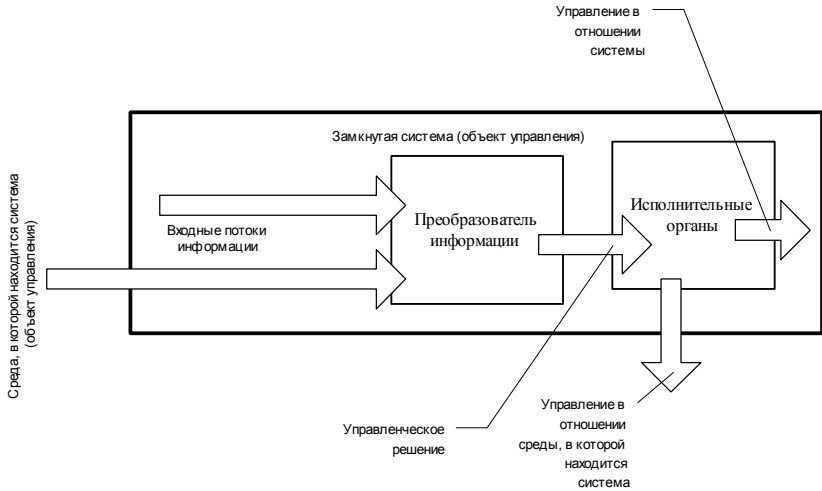 Управление в
отношении
системы
Замкнутая система (объект управления)
Среда, в которой находится система
(объект управления)
Входные потоки
информации
Преобразователь
информации
Исполнительные
органы
Управленческое
решение
Управление в
отношении
среды, в которой
находится
система